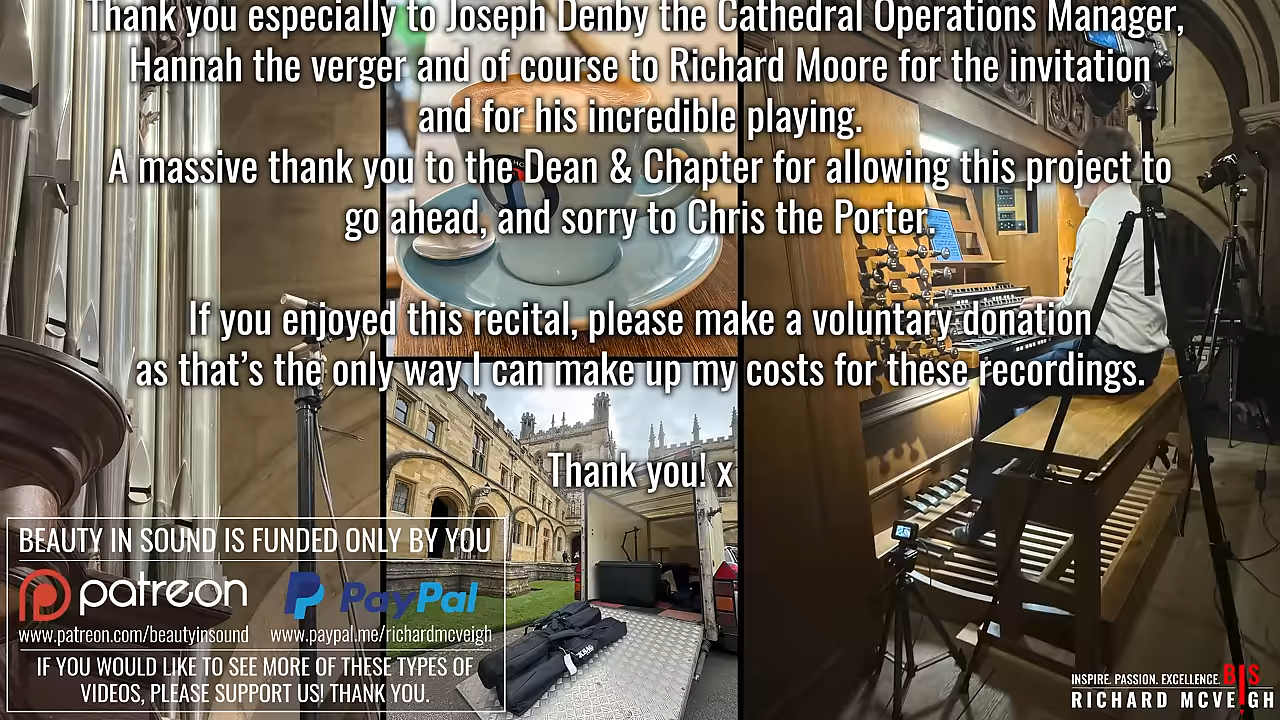 Thank you especially to Joseph Denby the Cathedral Operations Manager,
Hannah the verger and of course to Richard Moore for the invitation
and for his incredible playing.
A massive thank you to the Dean & Chapter for allowing this project to
go ahead, and sorry to Chris the Porter.
If you enjoyed this recital, please make a voluntary donation
as that's the only way I can make up my costs for these recordings.
Thank you! x
BEAUTY IN SOUND IS FUNDED ONLY BY YOU
patreon PayPal
www.patreon.com/beautyinsound www.paypal.me/richardmcveigh
IF YOU WOULD LIKE TO SEE MORE OF THESE TYPES OF
VIDEOS, PLEASE SUPPORT US! THANK YOU.
INSPIRE. PASSION. EXCELLENCE. BIS
RICHARD MCVEIGH